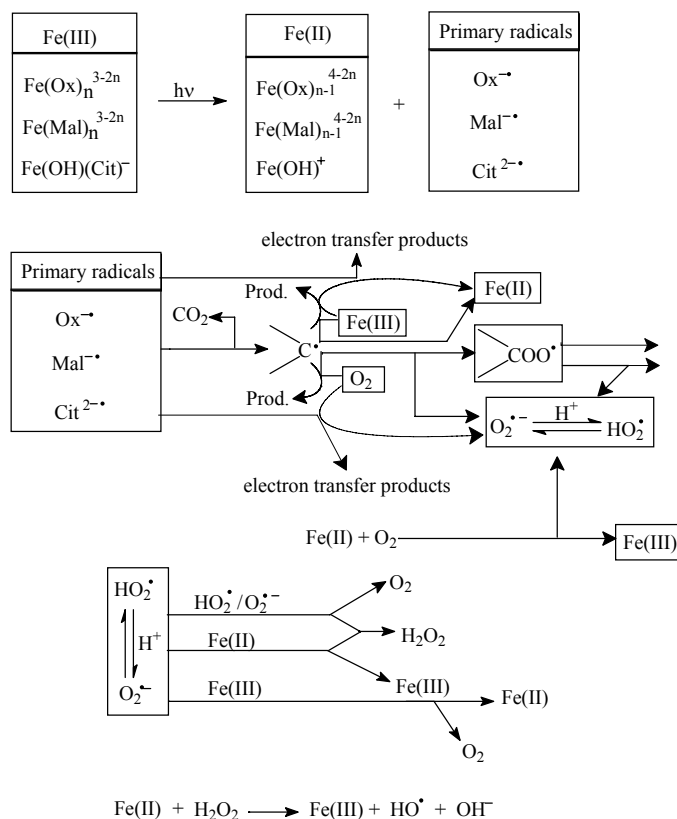 Fe(III) Fe(II) Primary radicals
Fe(Ox)ₙ³⁻²ⁿ hν Fe(Ox)ₙ₋₁⁴⁻²ⁿ + Ox⁻•
Fe(Mal)ₙ³⁻²ⁿ Fe(Mal)ₙ₋₁⁴⁻²ⁿ Mal⁻•
Fe(OH)(Cit)⁻ Fe(OH)⁺ Cit²⁻•
electron transfer products
Primary radicals
Prod. Fe(II)
Ox⁻• CO₂ Fe(III)
Mal⁻• C• COO•
O₂
Cit²⁻• Prod. O₂•⁻ H⁺ HO₂•
electron transfer products
Fe(II) + O₂ Fe(III)
HO₂• HO₂•/O₂•⁻ O₂
H⁺ Fe(II) H₂O₂
O₂•⁻ Fe(III) Fe(III) Fe(II)
O₂
Fe(II) + H₂O₂ Fe(III) + HO• + OH⁻